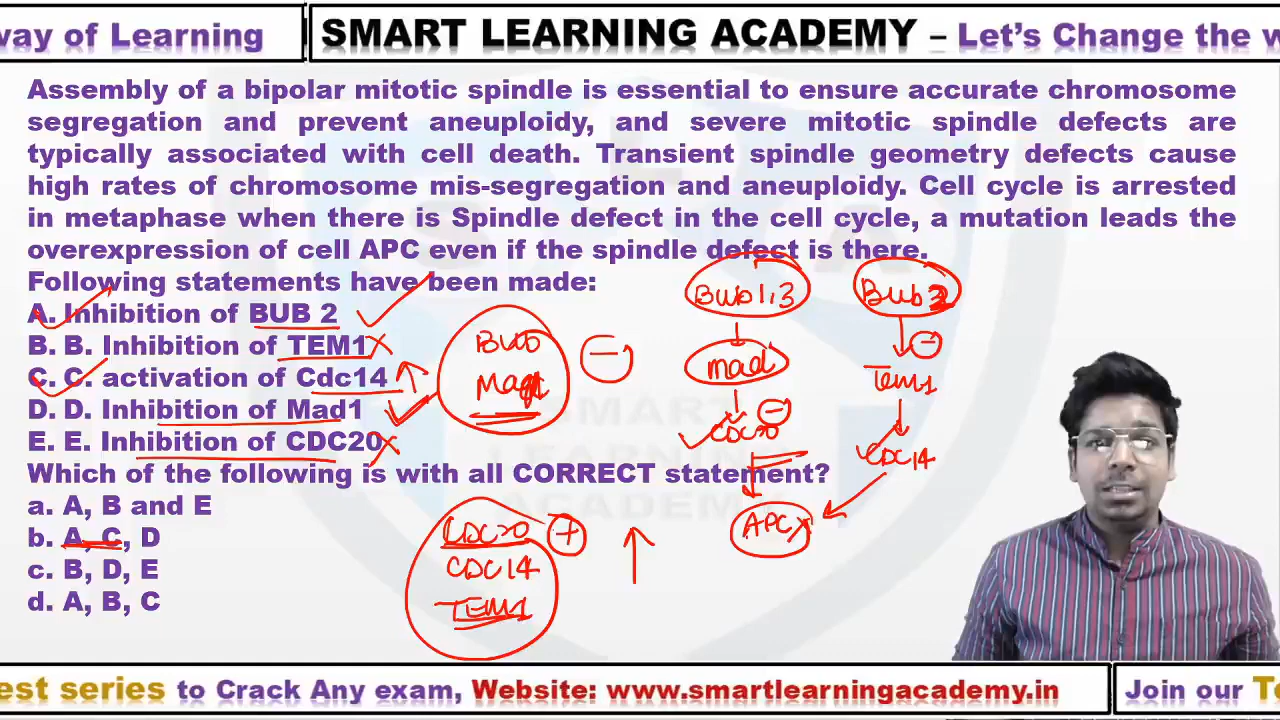 way of Learning
SMART LEARNING ACADEMY – Let's Change the w
Assembly of a bipolar mitotic spindle is essential to ensure accurate chromosome
segregation and prevent aneuploidy, and severe mitotic spindle defects are
typically associated with cell death. Transient spindle geometry defects cause
high rates of chromosome mis-segregation and aneuploidy. Cell cycle is arrested
in metaphase when there is Spindle defect in the cell cycle, a mutation leads the
overexpression of cell APC even if the spindle defect is there.
Following statements have been made:
A. Inhibition of BUB 2
B. B. Inhibition of TEM1
C. C. activation of Cdc14
D. D. Inhibition of Mad1
E. E. Inhibition of CDC20
Which of the following is with all CORRECT statement?
a. A, B and E
b. A, C, D
c. B, D, E
d. A, B, C
Bub
Bub1,3
mad
CDC20
APC
Bub2
Tem1
CDC14
CDC20 +
CDC14
TEM1
SMART
LEARNING
ACADEMY
est series to Crack Any exam, Website: www.smartlearningacademy.in
Join our Te